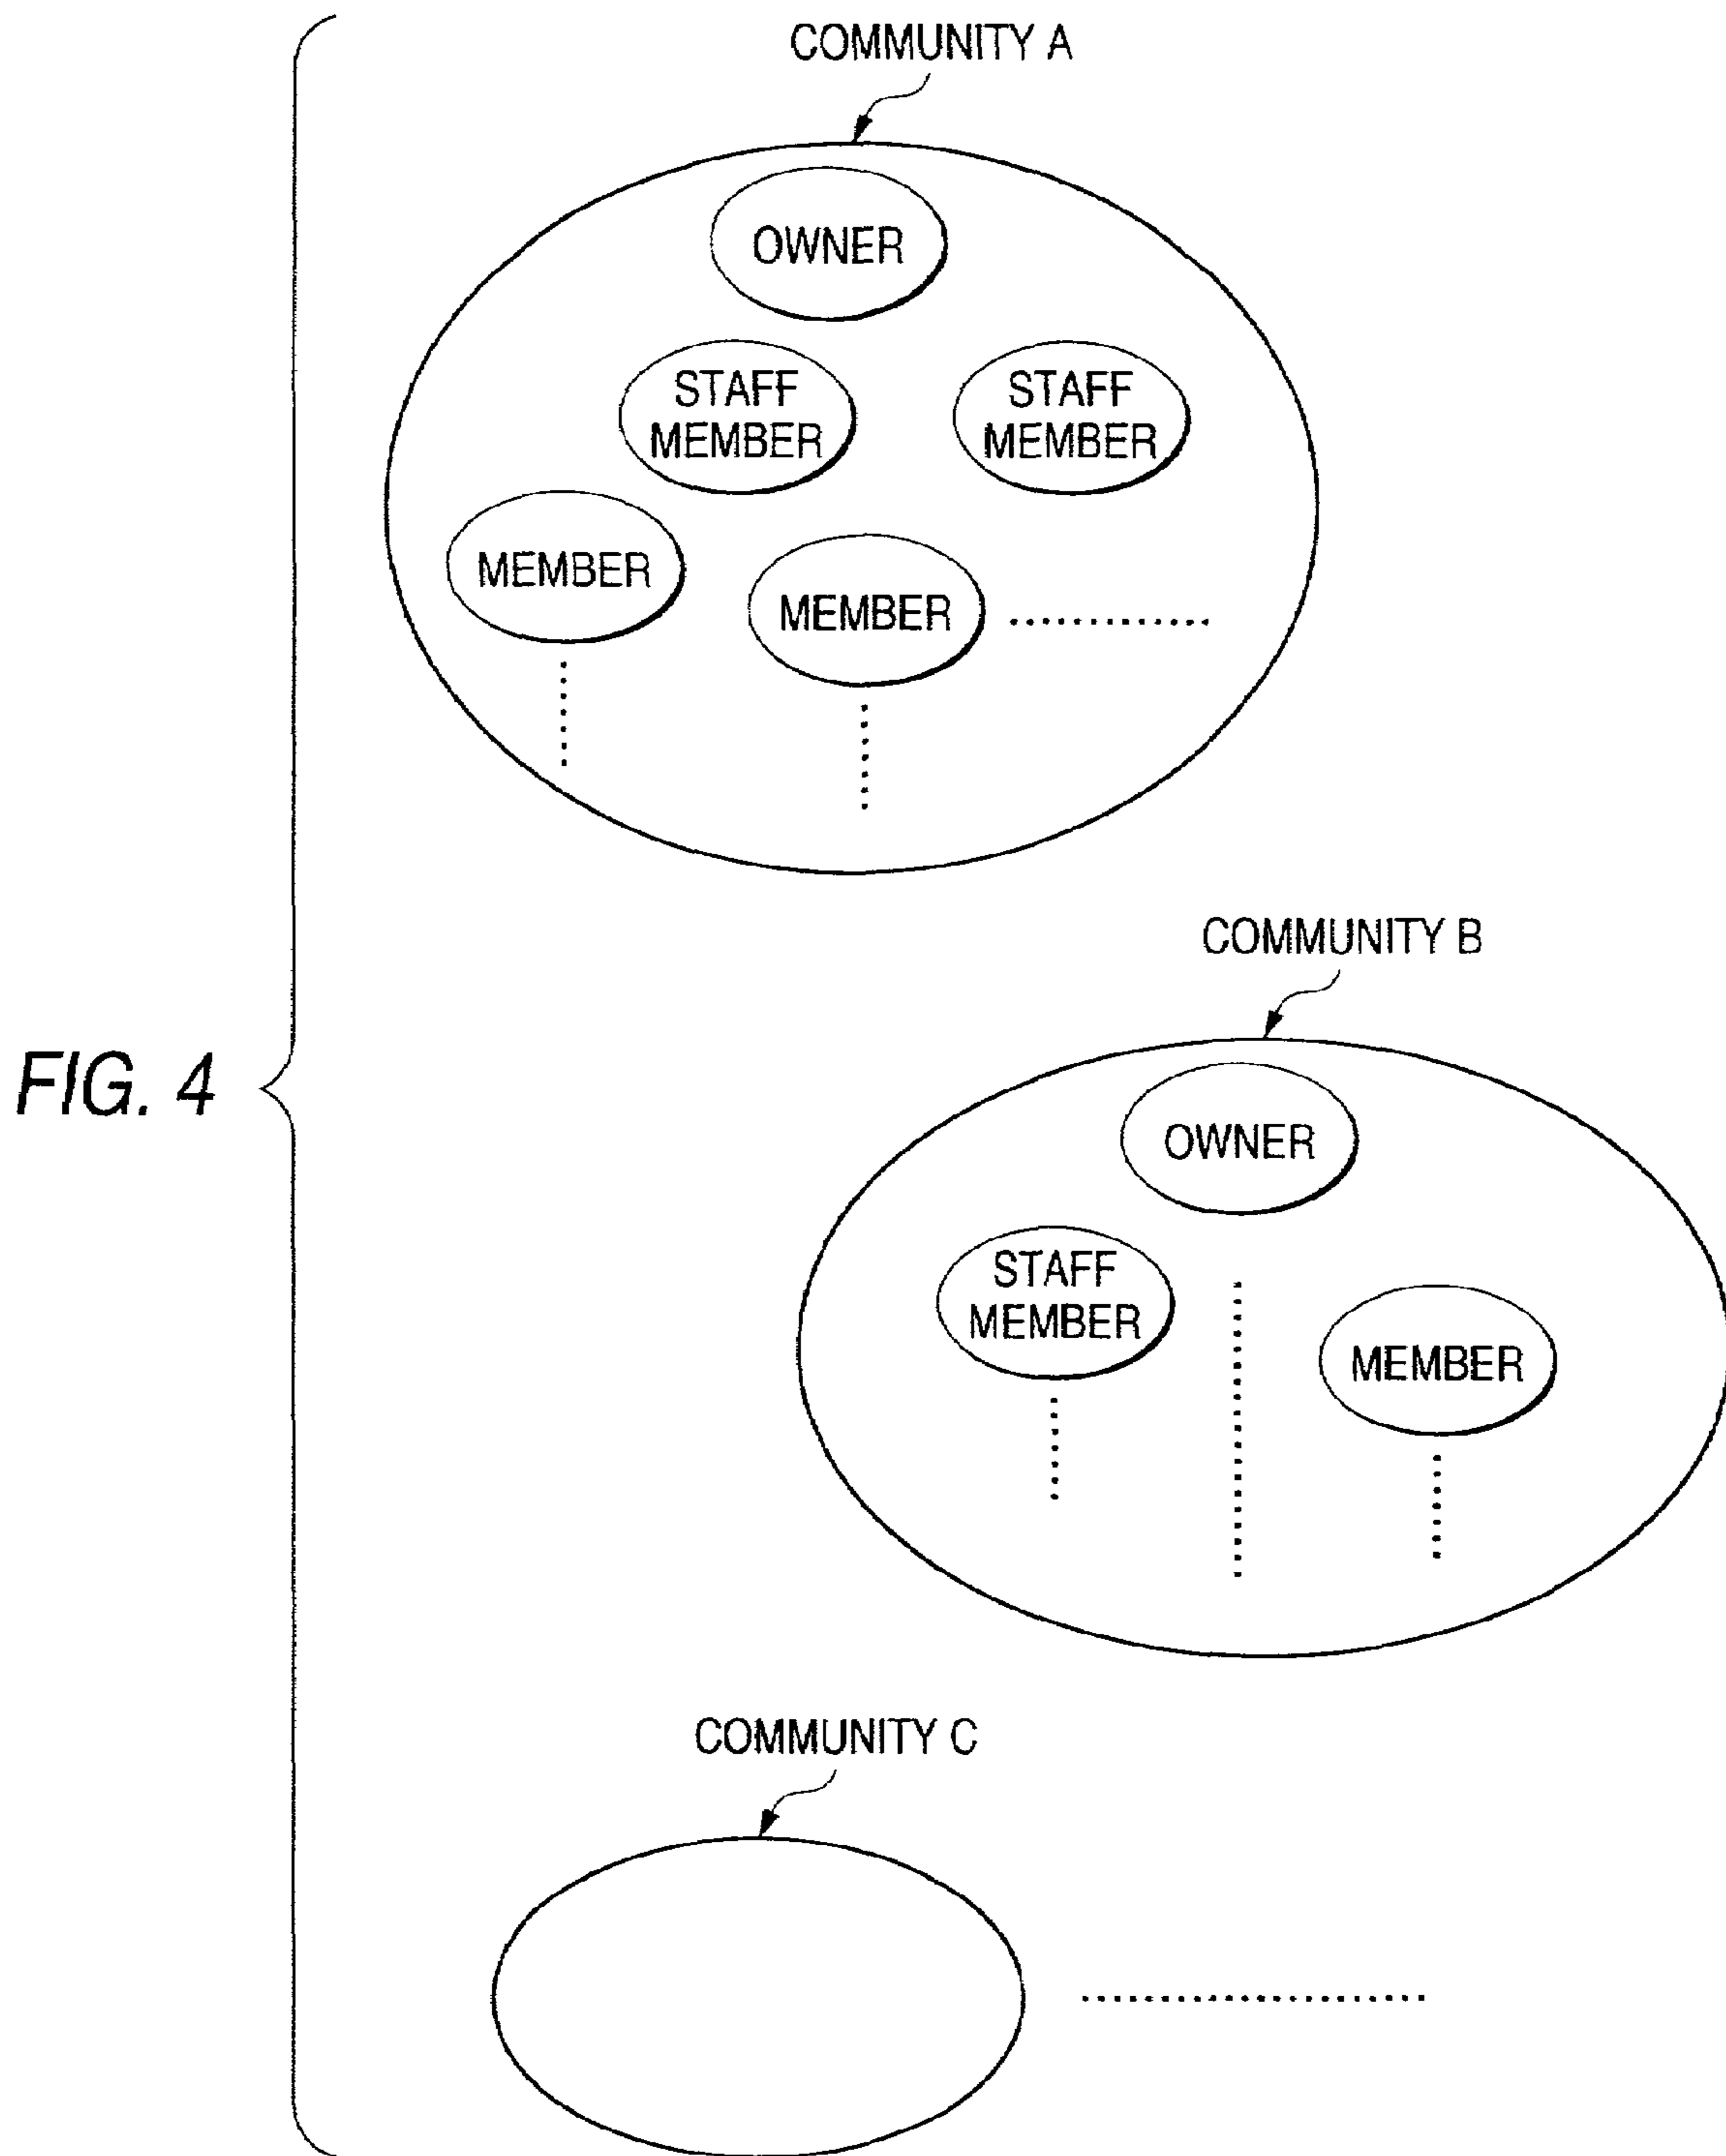 COMMUNITY A
OWNER
STAFF
MEMBER
STAFF
MEMBER
MEMBER
MEMBER
COMMUNITY B
FIG. 4
OWNER
STAFF
MEMBER
MEMBER
COMMUNITY C